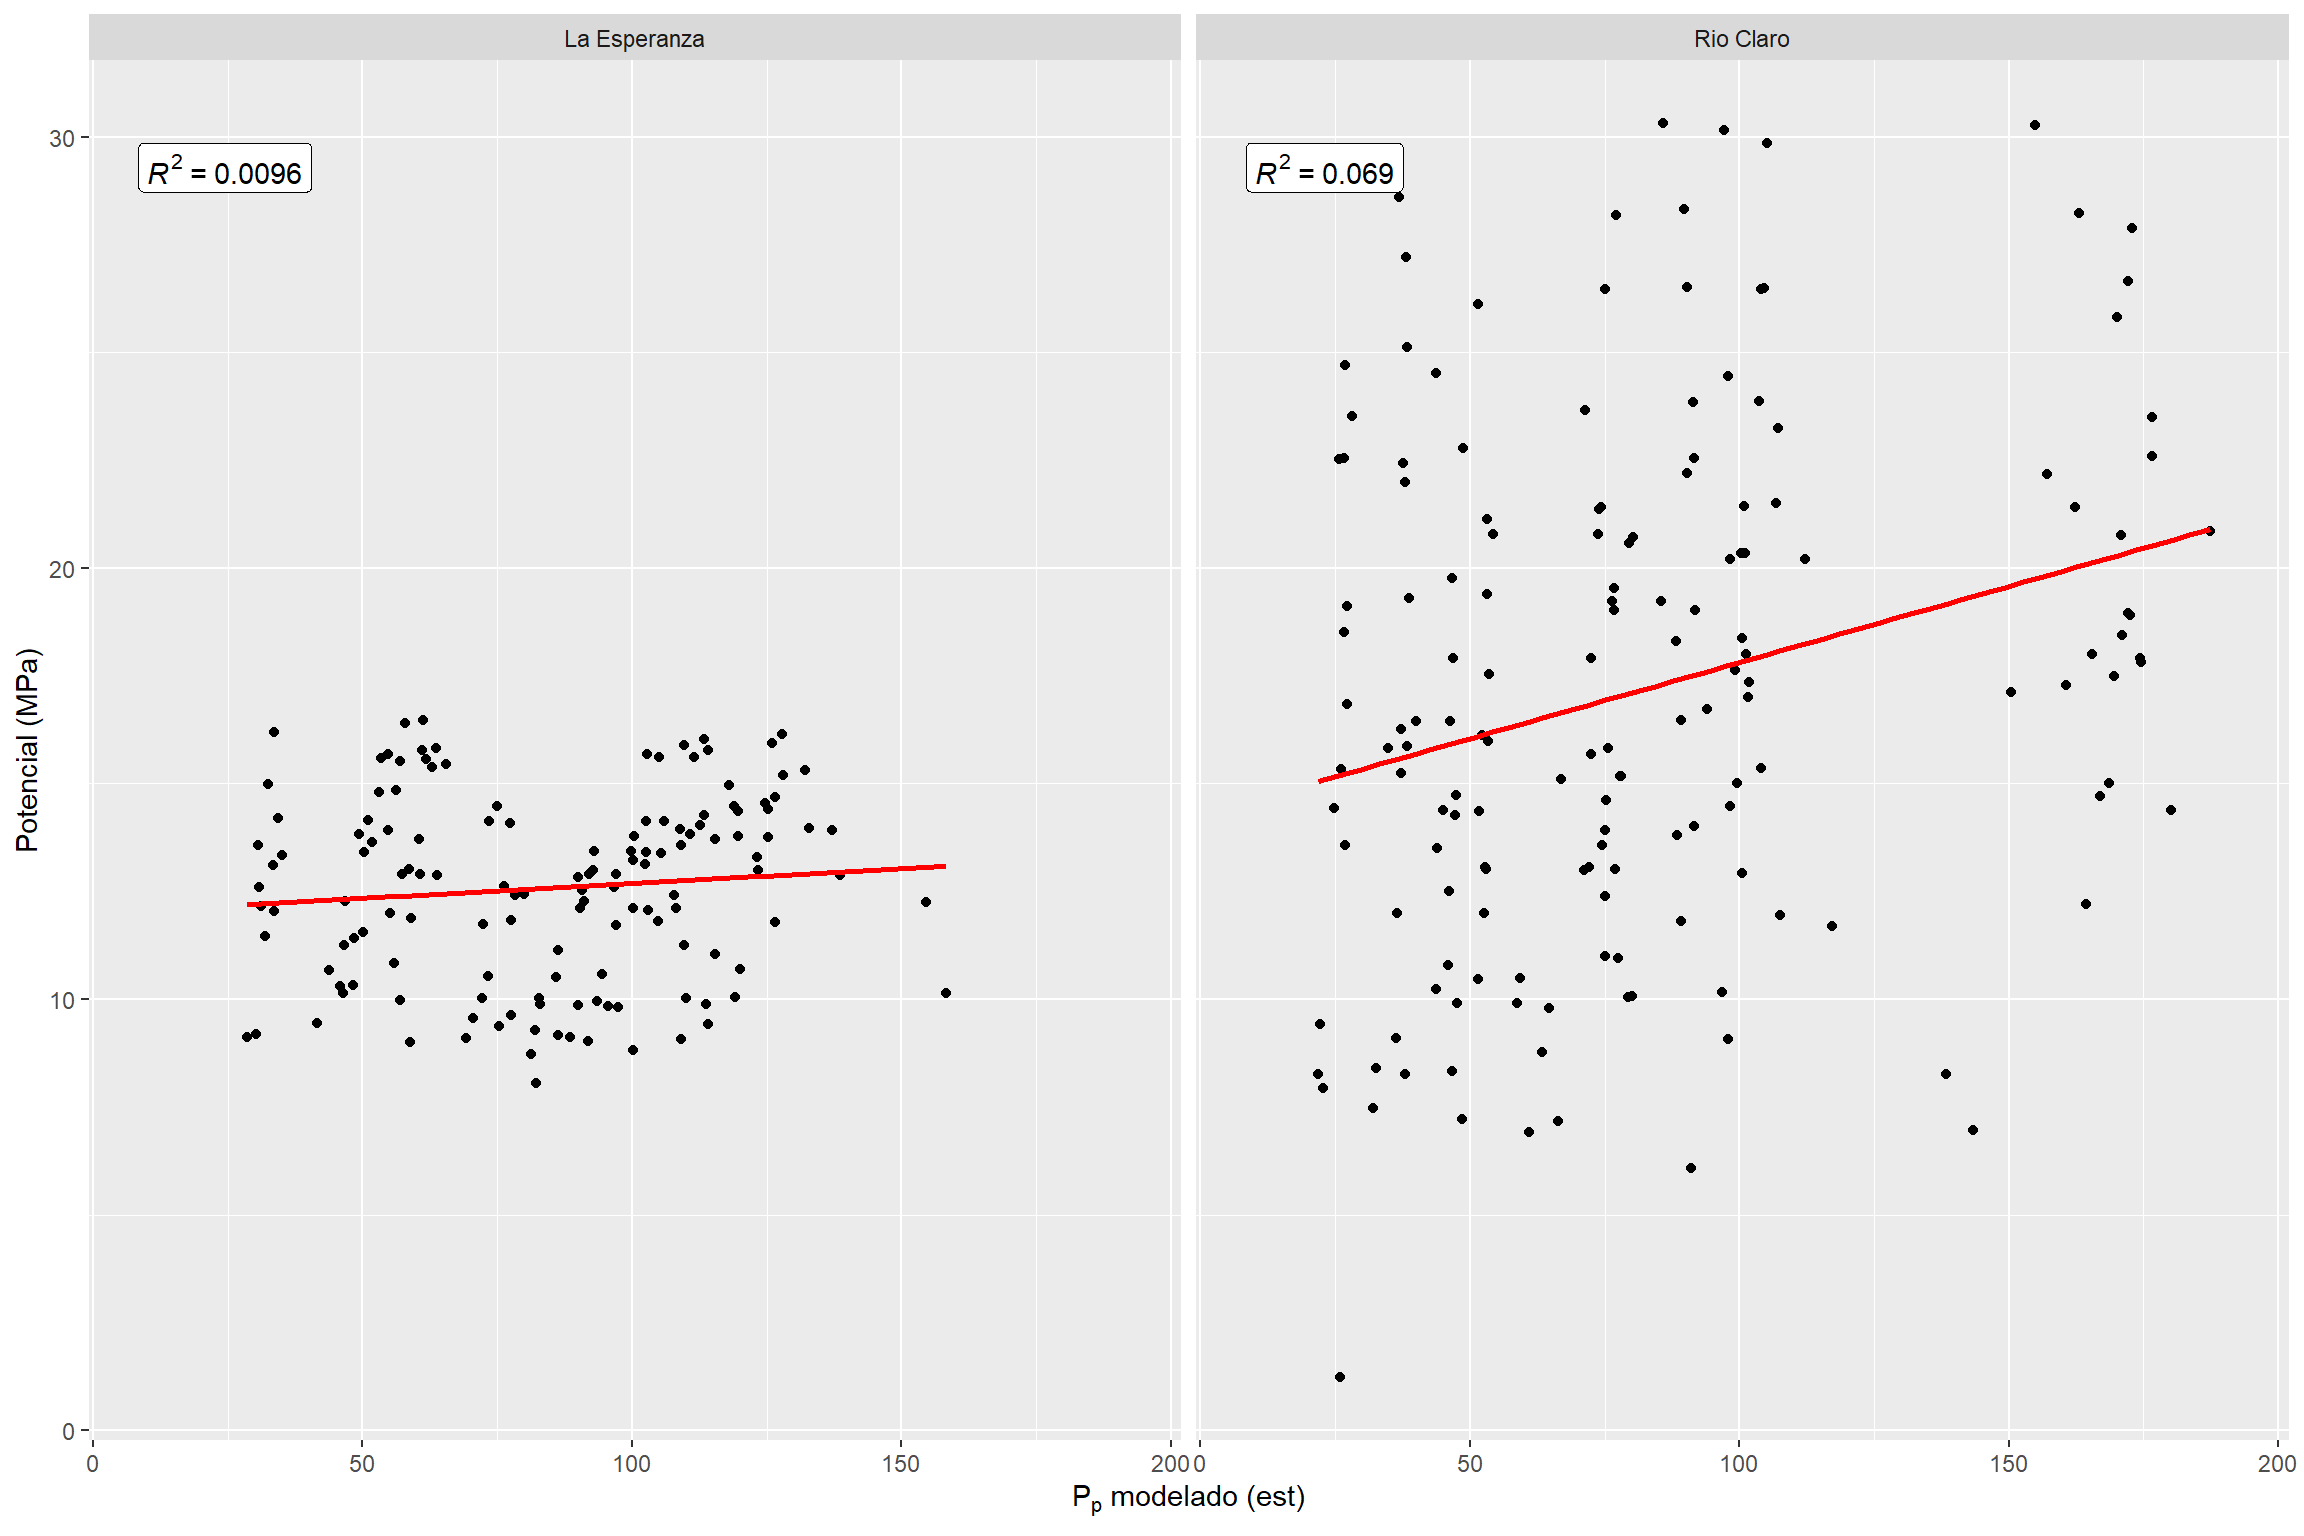 La Esperanza
Rio Claro
R² = 0.0096
R² = 0.069
Potencial (MPa)
30
20
10
0
0 50 100 150 200
0 50 100 150 200
Pₚ modelado (est)